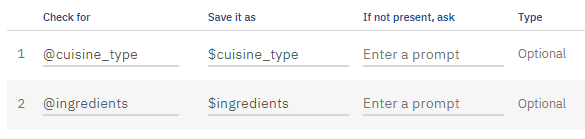 Check for Save it as If not present, ask Type
1 @cuisine_type $cuisine_type Enter a prompt Optional
2 @ingredients $ingredients Enter a prompt Optional